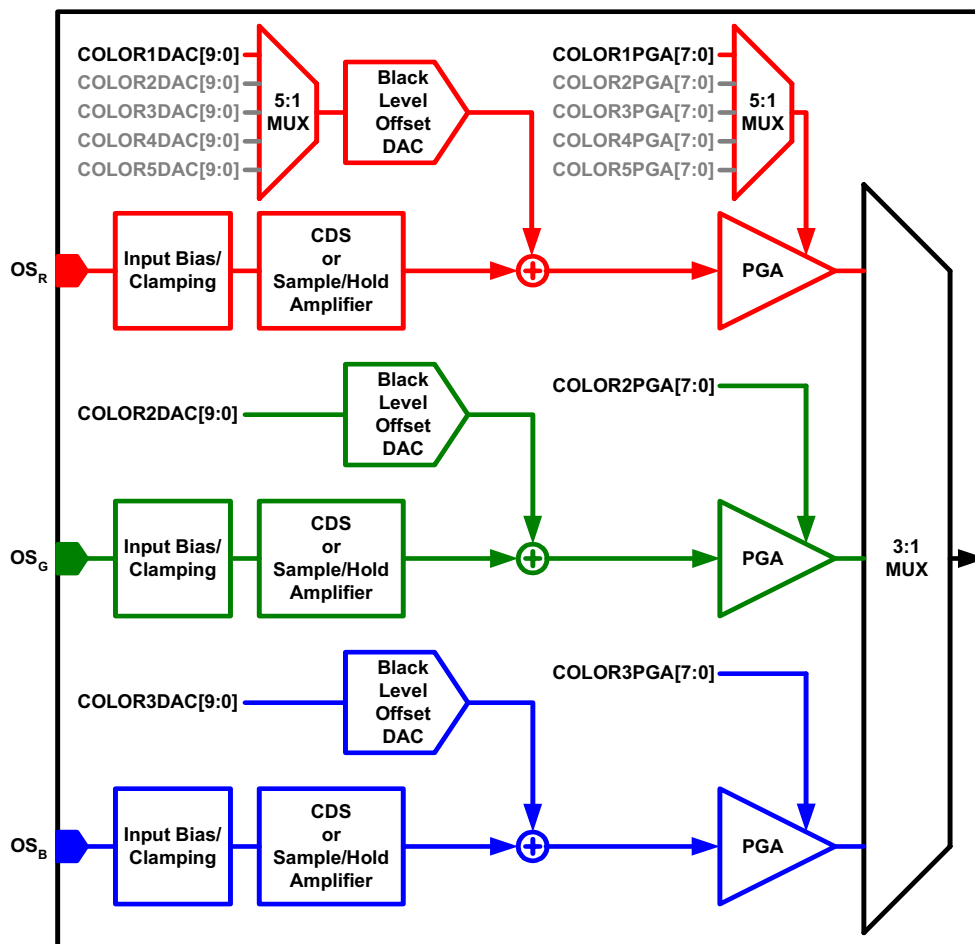 COLOR1DAC[9:0]
COLOR2DAC[9:0]
COLOR3DAC[9:0]
COLOR4DAC[9:0]
COLOR5DAC[9:0]
5:1
MUX
Black
Level
Offset
DAC
COLOR1PGA[7:0]
COLOR2PGA[7:0]
COLOR3PGA[7:0]
COLOR4PGA[7:0]
COLOR5PGA[7:0]
5:1
MUX
OSR
Input Bias/
Clamping
CDS
or
Sample/Hold
Amplifier
+
PGA
COLOR2DAC[9:0]
Black
Level
Offset
DAC
COLOR2PGA[7:0]
OSG
Input Bias/
Clamping
CDS
or
Sample/Hold
Amplifier
+
PGA
3:1
MUX
COLOR3DAC[9:0]
Black
Level
Offset
DAC
COLOR3PGA[7:0]
OSB
Input Bias/
Clamping
CDS
or
Sample/Hold
Amplifier
+
PGA